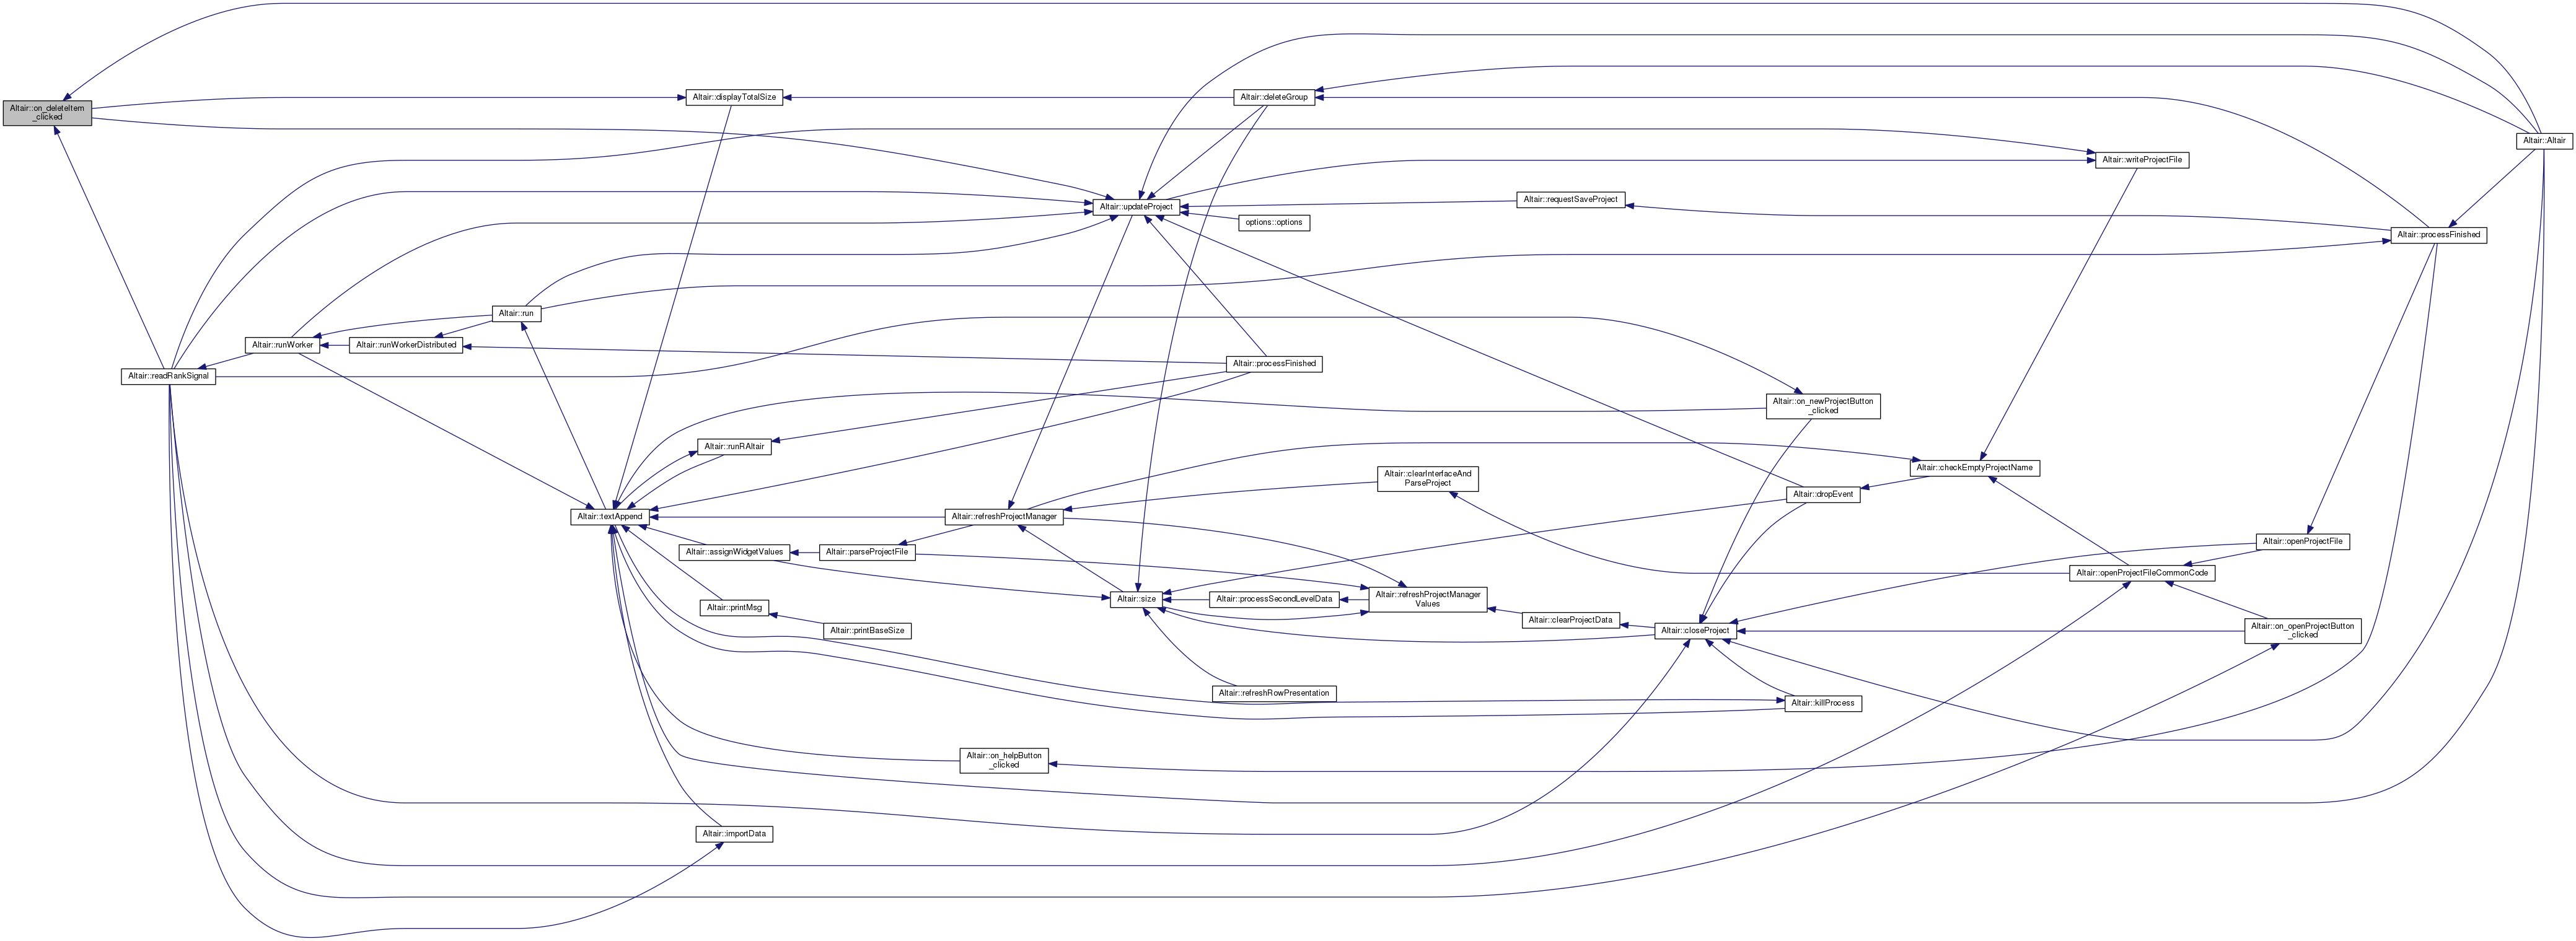 Altair::on_deleteItem
_clicked
Altair::displayTotalSize
Altair::deleteGroup
Altair::Altair
Altair::writeProjectFile
Altair::requestSaveProject
Altair::updateProject
options::options
Altair::processFinished
Altair::run
Altair::runWorker
Altair::runWorkerDistributed
Altair::readRankSignal
Altair::processFinished
Altair::on_newProjectButton
_clicked
Altair::runRAltair
Altair::checkEmptyProjectName
Altair::clearInterfaceAnd
ParseProject
Altair::dropEvent
Altair::textAppend
Altair::refreshProjectManager
Altair::openProjectFile
Altair::assignWidgetValues
Altair::parseProjectFile
Altair::openProjectFileCommonCode
Altair::size
Altair::processSecondLevelData
Altair::refreshProjectManager
Values
Altair::printMsg
Altair::clearProjectData
Altair::printBaseSize
Altair::closeProject
Altair::on_openProjectButton
_clicked
Altair::refreshRowPresentation
Altair::killProcess
Altair::on_helpButton
_clicked
Altair::importData